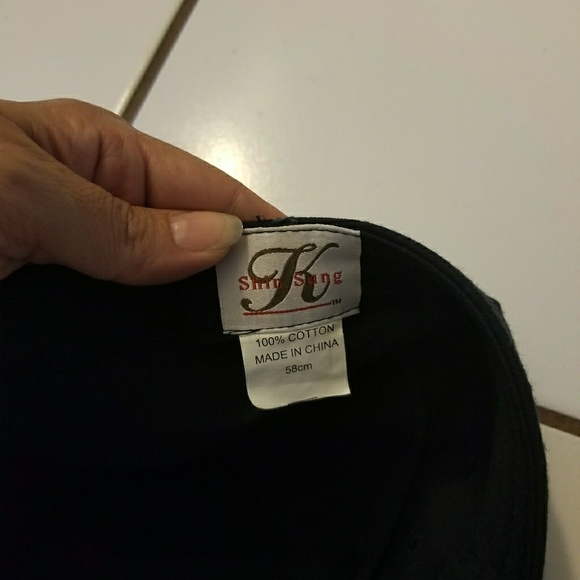 K
Shin Sung
TM
100% COTTON
MADE IN CHINA
58cm